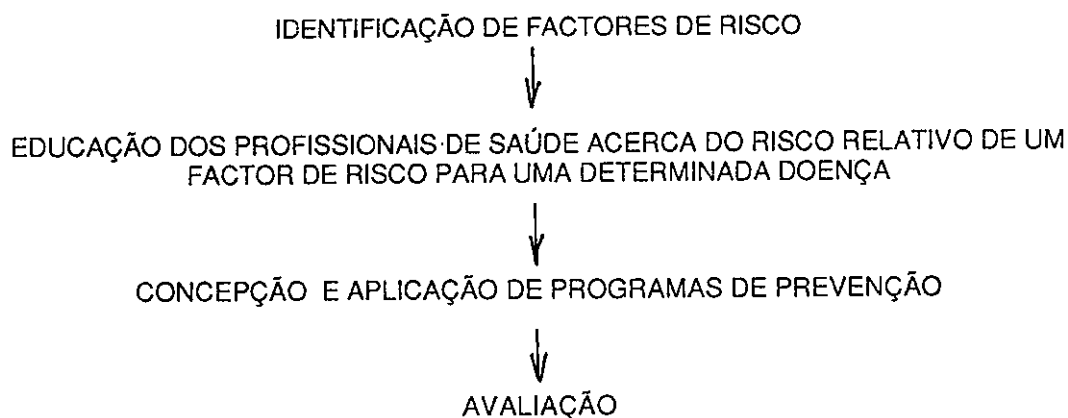 IDENTIFICAÇÃO DE FACTORES DE RISCO
EDUCAÇÃO DOS PROFISSIONAIS DE SAÚDE ACERCA DO RISCO RELATIVO DE UM
FACTOR DE RISCO PARA UMA DETERMINADA DOENÇA
CONCEPÇÃO E APLICAÇÃO DE PROGRAMAS DE PREVENÇÃO
AVALIAÇÃO